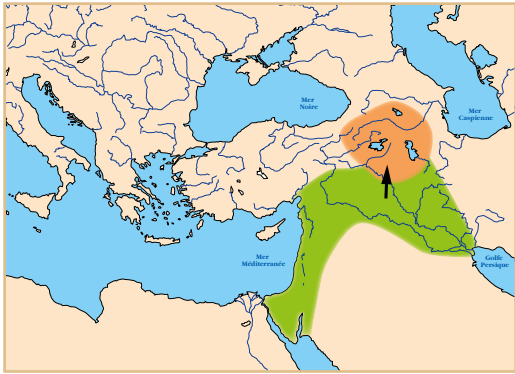 Mer
Noire
Mer
Caspienne
Mer
Méditerranée
Golfe
Persique